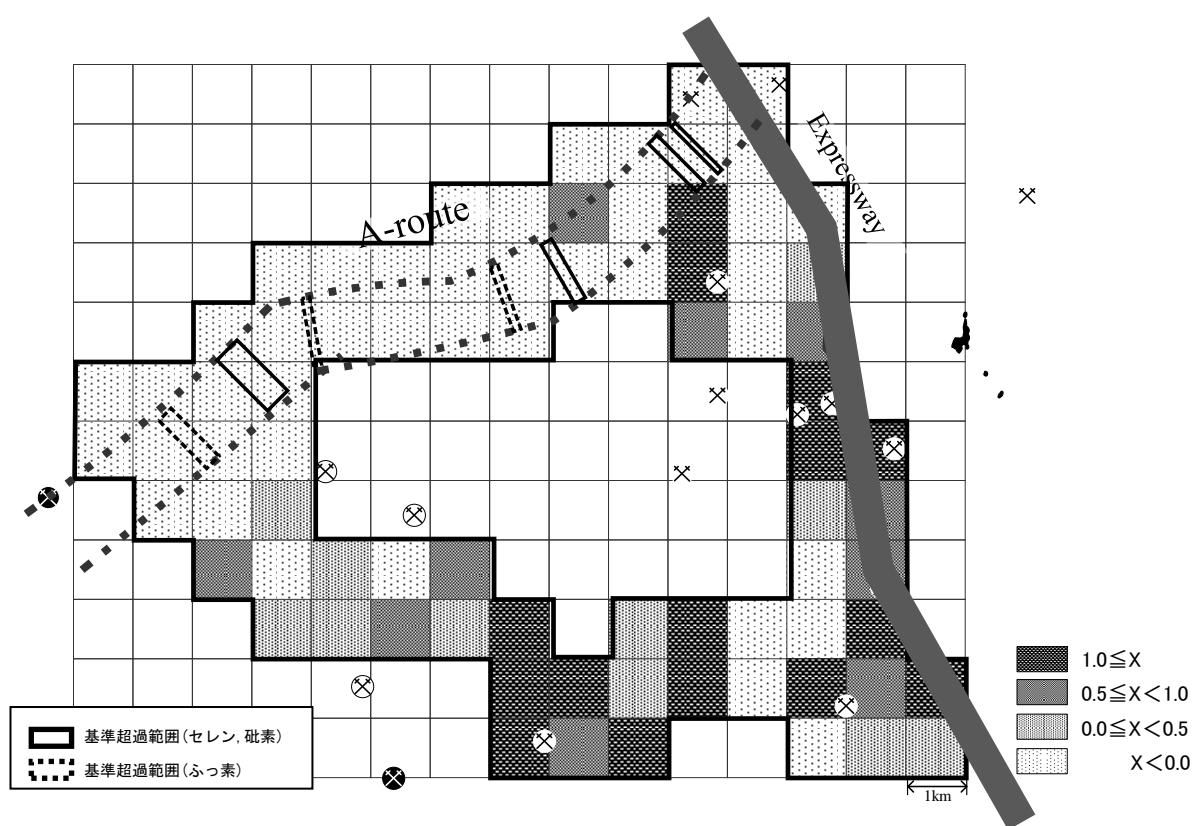 Expressway
A-route
1.0≦X
0.5≦X<1.0
0.0≦X<0.5
X<0.0
基準超過範囲(セレン, 砒素)
基準超過範囲(ふっ素)
1km